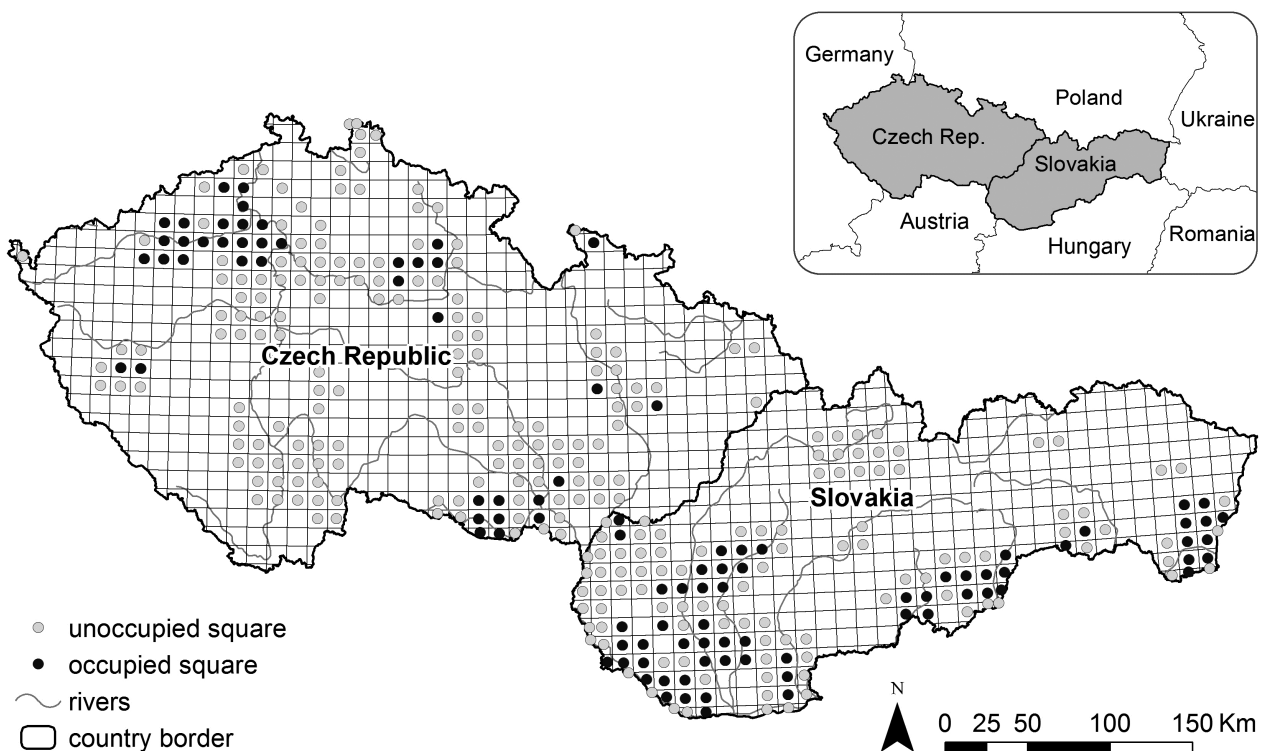 Germany
Poland
Ukraine
Czech Rep.
Slovakia
Austria
Hungary
Romania
Czech Republic
Slovakia
unoccupied square
occupied square
rivers
country border
N
0 25 50 100 150 Km